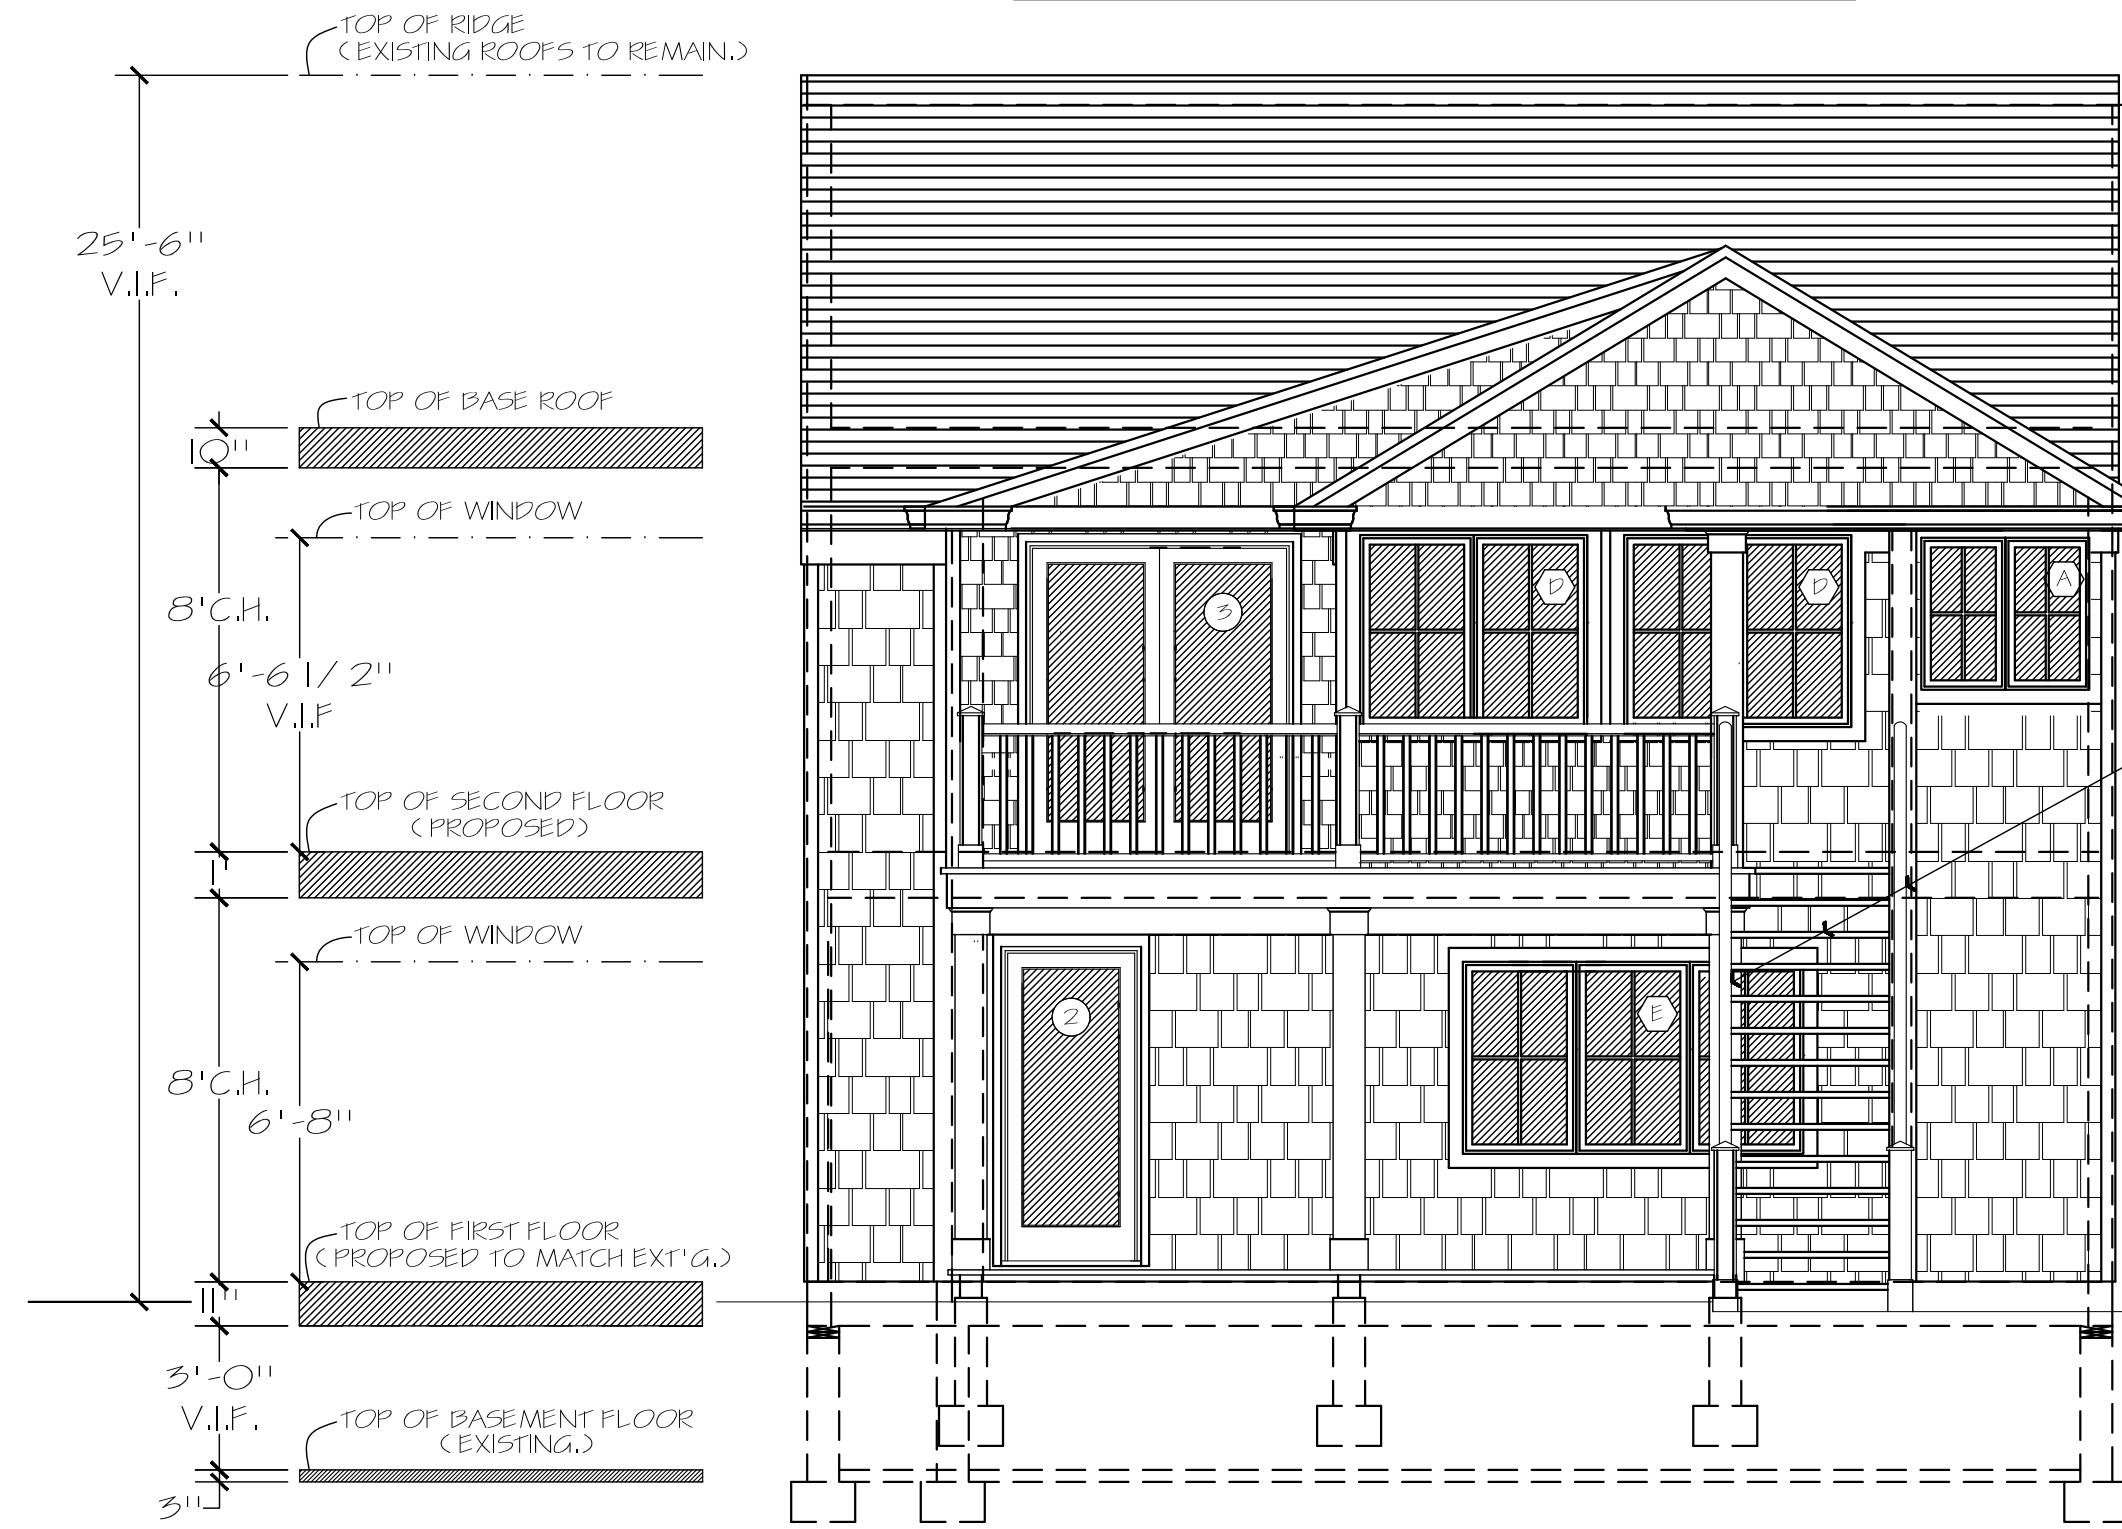 TOP OF RIDGE
(EXISTING ROOFS TO REMAIN.)
25'-6"
V.I.F.
TOP OF BASE ROOF
10"
TOP OF WINDOW
8'C.H.
6'-6 1/2"
V.I.F
TOP OF SECOND FLOOR
(PROPOSED)
1'
TOP OF WINDOW
8'C.H.
6'-8"
TOP OF FIRST FLOOR
(PROPOSED TO MATCH EXT'G.)
11"
3'-0"
V.I.F.
TOP OF BASEMENT FLOOR
(EXISTING.)
3"
3
D
D
A
2
E